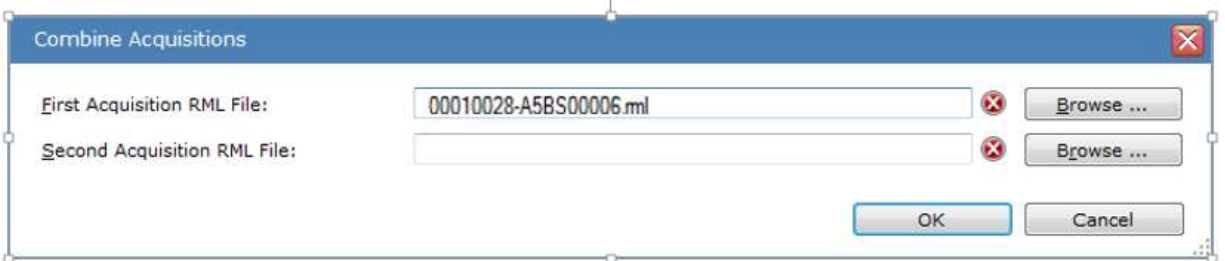 Combine Acquisitions
First Acquisition RML File: 00010028-A5BS00006.rml Browse ...
Second Acquisition RML File: Browse ...
OK Cancel